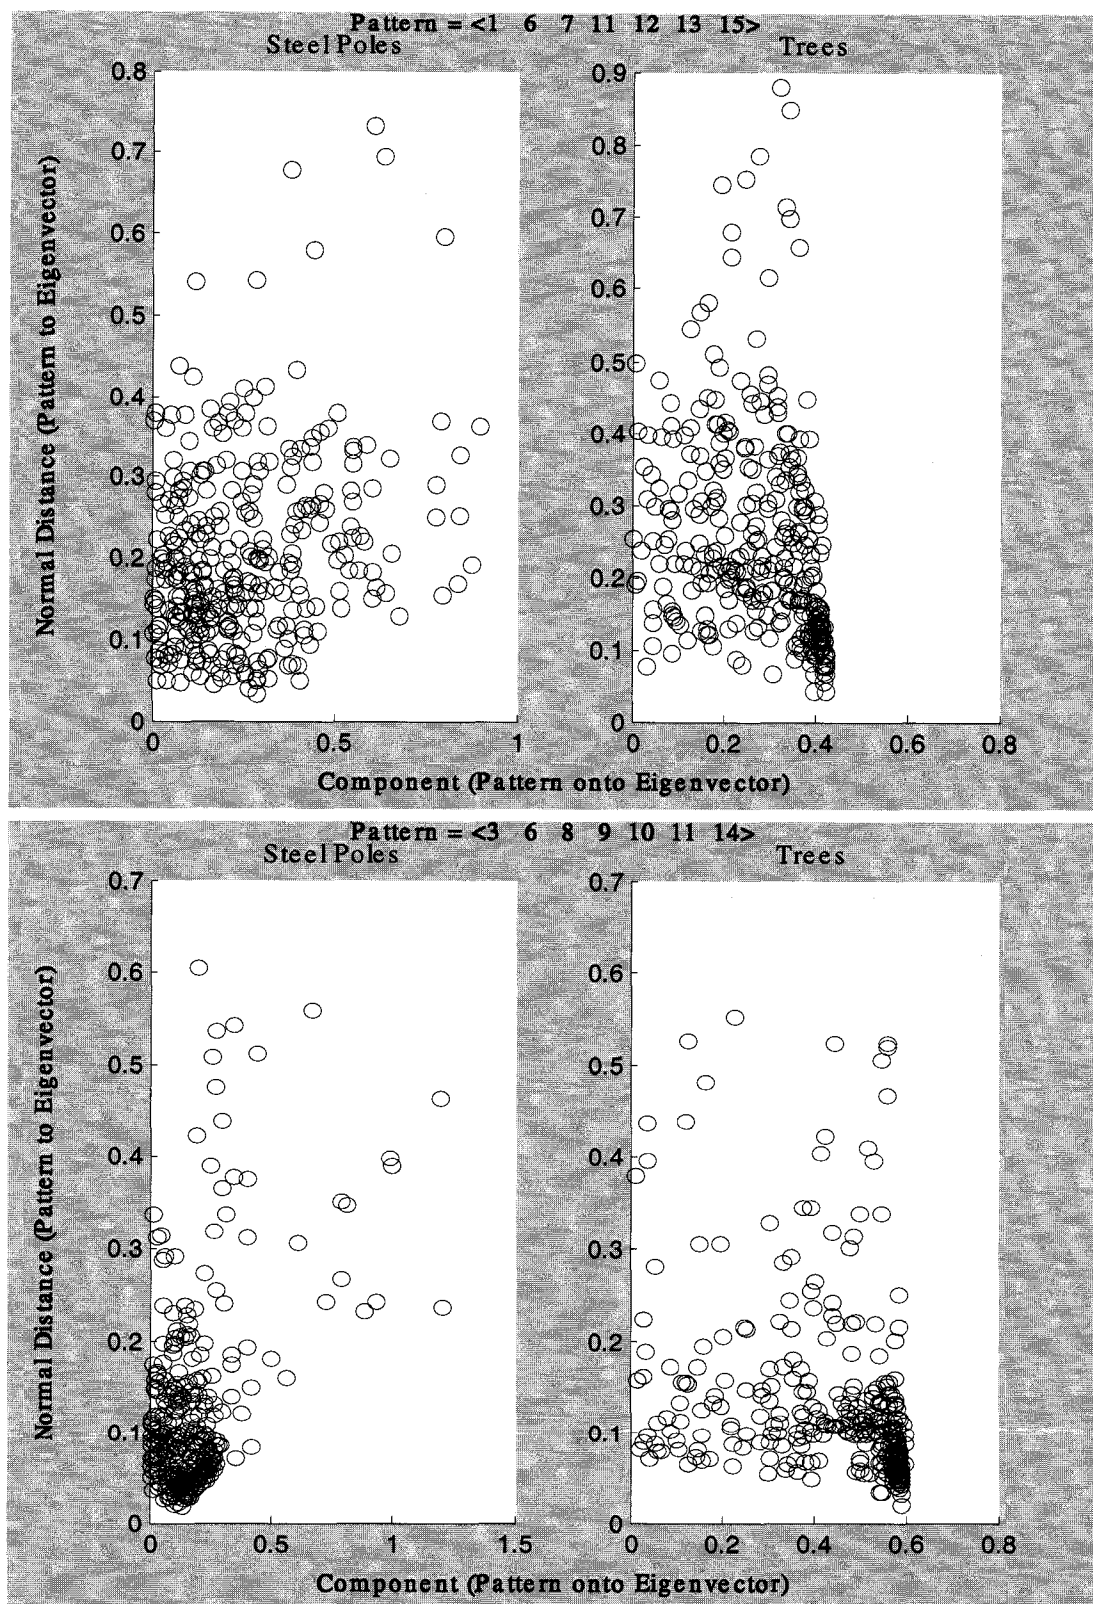 Pattern = <1 6 7 11 12 13 15>
Steel Poles Trees
Normal Distance (Pattern to Eigenvector)
0.8
0.7
0.6
0.5
0.4
0.3
0.2
0.1
0
0 0.5 1
0.9
0.8
0.7
0.6
0.5
0.4
0.3
0.2
0.1
0
0 0.2 0.4 0.6 0.8
Component (Pattern onto Eigenvector)
Pattern = <3 6 8 9 10 11 14>
Steel Poles Trees
Normal Distance (Pattern to Eigenvector)
0.7
0.6
0.5
0.4
0.3
0.2
0.1
0
0 0.5 1 1.5
0.7
0.6
0.5
0.4
0.3
0.2
0.1
0
0 0.2 0.4 0.6 0.8
Component (Pattern onto Eigenvector)